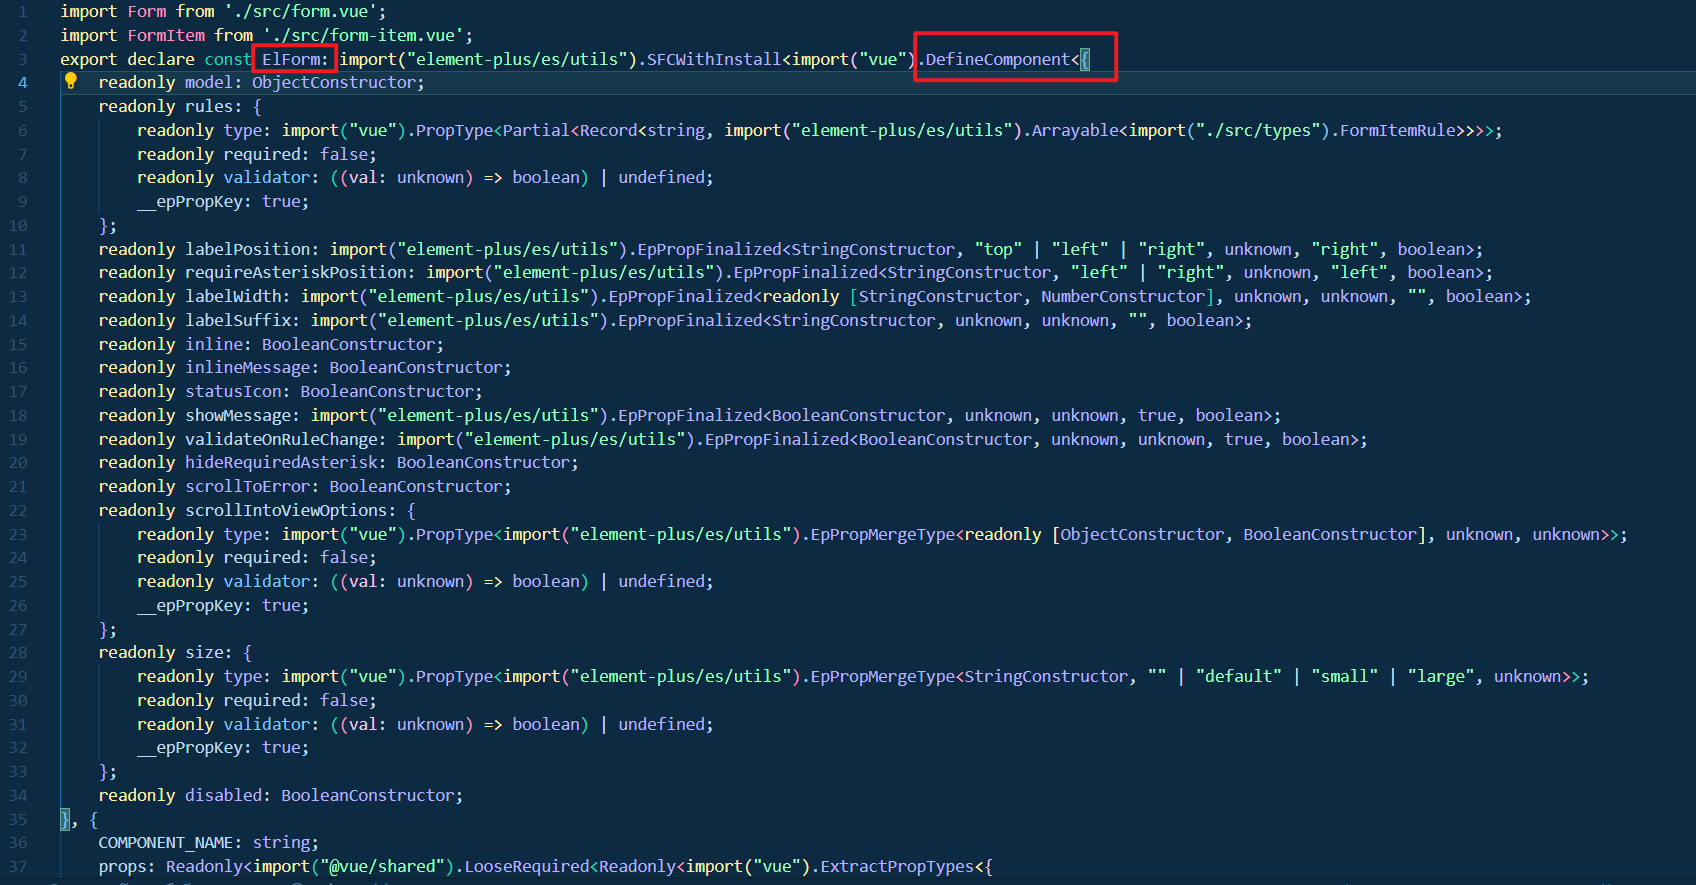 1 import Form from './src/form.vue';
2 import FormItem from './src/form-item.vue';
3 export declare const ElForm: import("element-plus/es/utils").SFCWithInstall<import("vue").DefineComponent<{
4 readonly model: ObjectConstructor;
5 readonly rules: {
6 readonly type: import("vue").PropType<Partial<Record<string, import("element-plus/es/utils").Arrayable<import("./src/types").FormItemRule>>>>;
7 readonly required: false;
8 readonly validator: ((val: unknown) => boolean) | undefined;
9 __epPropKey: true;
10 };
11 readonly labelPosition: import("element-plus/es/utils").EpPropFinalized<StringConstructor, "top" | "left" | "right", unknown, "right", boolean>;
12 readonly requireAsteriskPosition: import("element-plus/es/utils").EpPropFinalized<StringConstructor, "left" | "right", unknown, "left", boolean>;
13 readonly labelWidth: import("element-plus/es/utils").EpPropFinalized<readonly [StringConstructor, NumberConstructor], unknown, unknown, "", boolean>;
14 readonly labelSuffix: import("element-plus/es/utils").EpPropFinalized<StringConstructor, unknown, unknown, "", boolean>;
15 readonly inline: BooleanConstructor;
16 readonly inlineMessage: BooleanConstructor;
17 readonly statusIcon: BooleanConstructor;
18 readonly showMessage: import("element-plus/es/utils").EpPropFinalized<BooleanConstructor, unknown, unknown, true, boolean>;
19 readonly validateOnRuleChange: import("element-plus/es/utils").EpPropFinalized<BooleanConstructor, unknown, unknown, true, boolean>;
20 readonly hideRequiredAsterisk: BooleanConstructor;
21 readonly scrollToError: BooleanConstructor;
22 readonly scrollIntoViewOptions: {
23 readonly type: import("vue").PropType<import("element-plus/es/utils").EpPropMergeType<readonly [ObjectConstructor, BooleanConstructor], unknown, unknown>>;
24 readonly required: false;
25 readonly validator: ((val: unknown) => boolean) | undefined;
26 __epPropKey: true;
27 };
28 readonly size: {
29 readonly type: import("vue").PropType<import("element-plus/es/utils").EpPropMergeType<StringConstructor, "" | "default" | "small" | "large", unknown>>;
30 readonly required: false;
31 readonly validator: ((val: unknown) => boolean) | undefined;
32 __epPropKey: true;
33 };
34 readonly disabled: BooleanConstructor;
35 }, {
36 COMPONENT_NAME: string;
37 props: Readonly<import("@vue/shared").LooseRequired<Readonly<import("vue").ExtractPropTypes<{